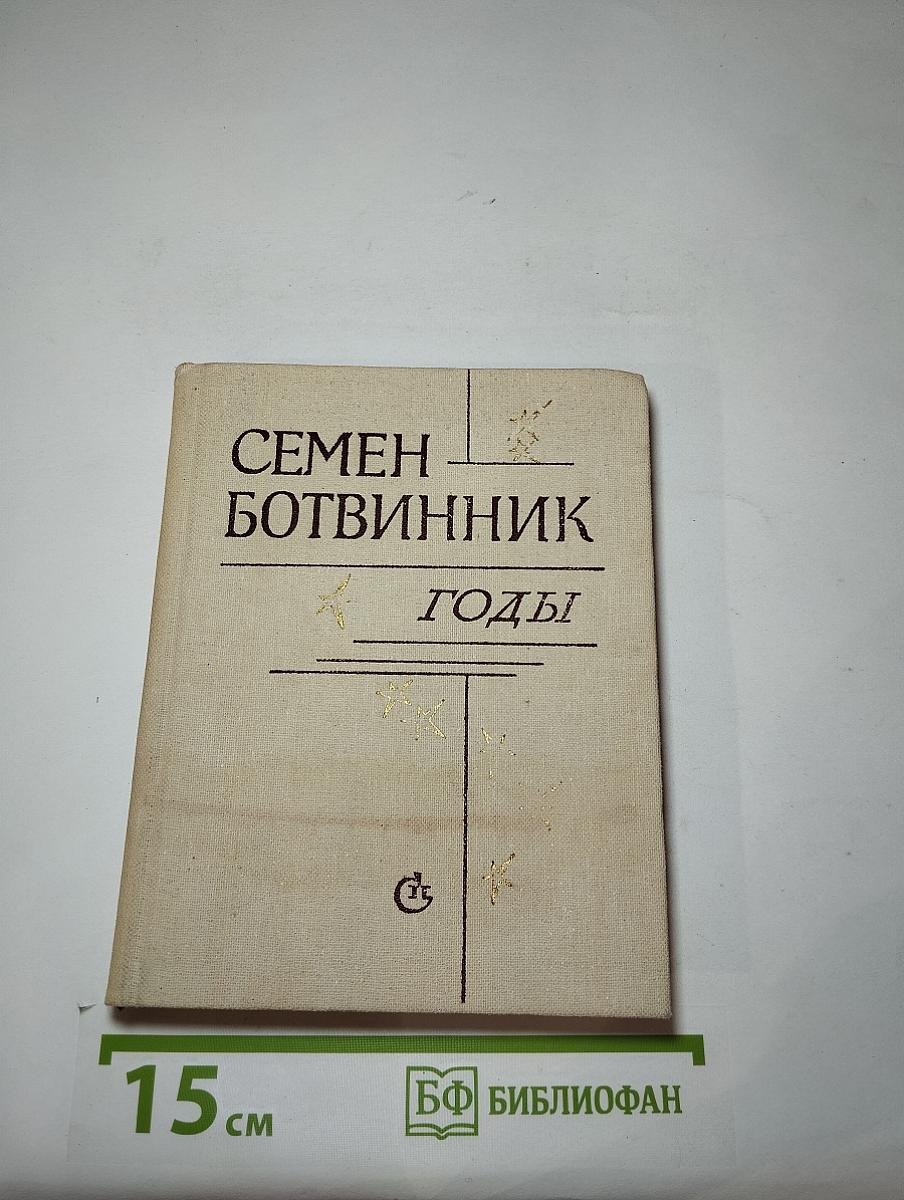 СЕМЕН
БОТВИННИК
ГОДЫ
15 см
БФ БИБЛИОФАН